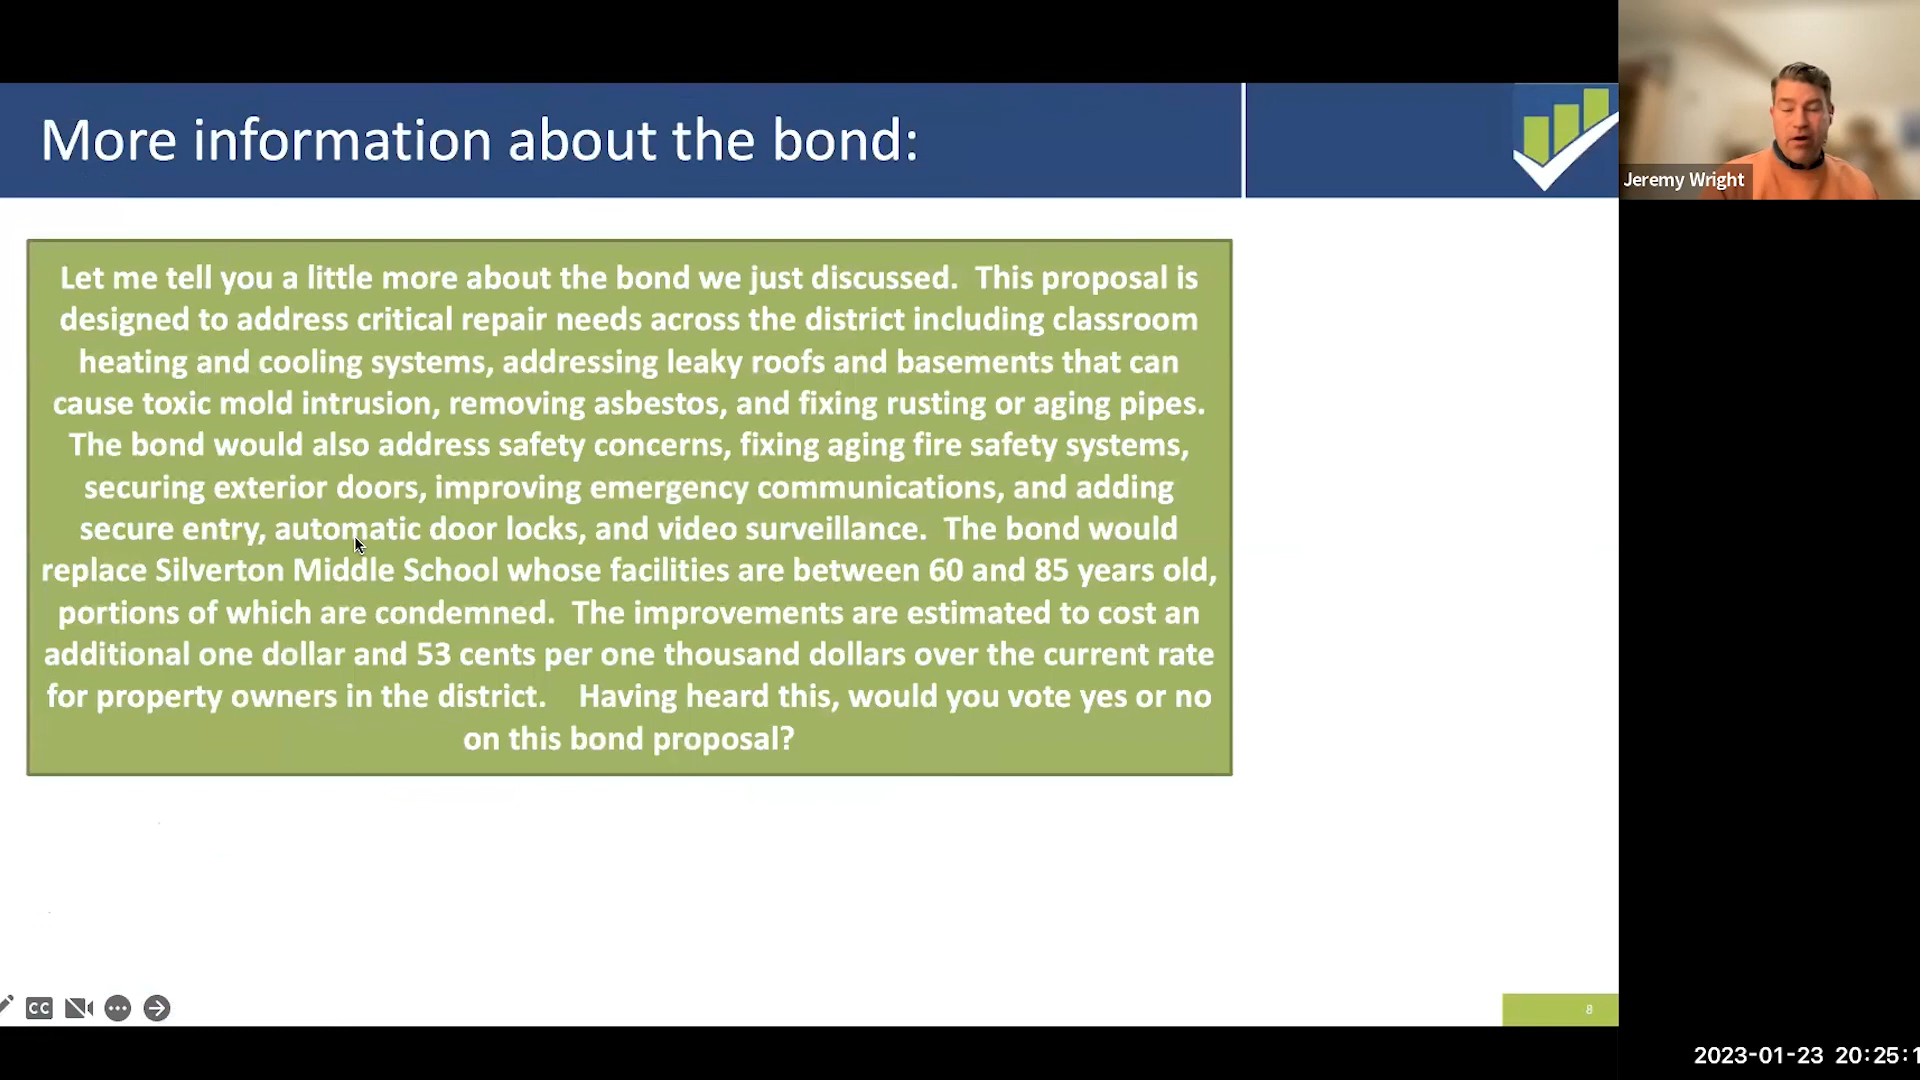 More information about the bond:
Jeremy Wright
Let me tell you a little more about the bond we just discussed.  This proposal is
designed to address critical repair needs across the district including classroom
heating and cooling systems, addressing leaky roofs and basements that can
cause toxic mold intrusion, removing asbestos, and fixing rusting or aging pipes.
The bond would also address safety concerns, fixing aging fire safety systems,
securing exterior doors, improving emergency communications, and adding
secure entry, automatic door locks, and video surveillance.  The bond would
replace Silverton Middle School whose facilities are between 60 and 85 years old,
portions of which are condemned.  The improvements are estimated to cost an
additional one dollar and 53 cents per one thousand dollars over the current rate
for property owners in the district.    Having heard this, would you vote yes or no
on this bond proposal?
CC
8
2023-01-23 20:25:1